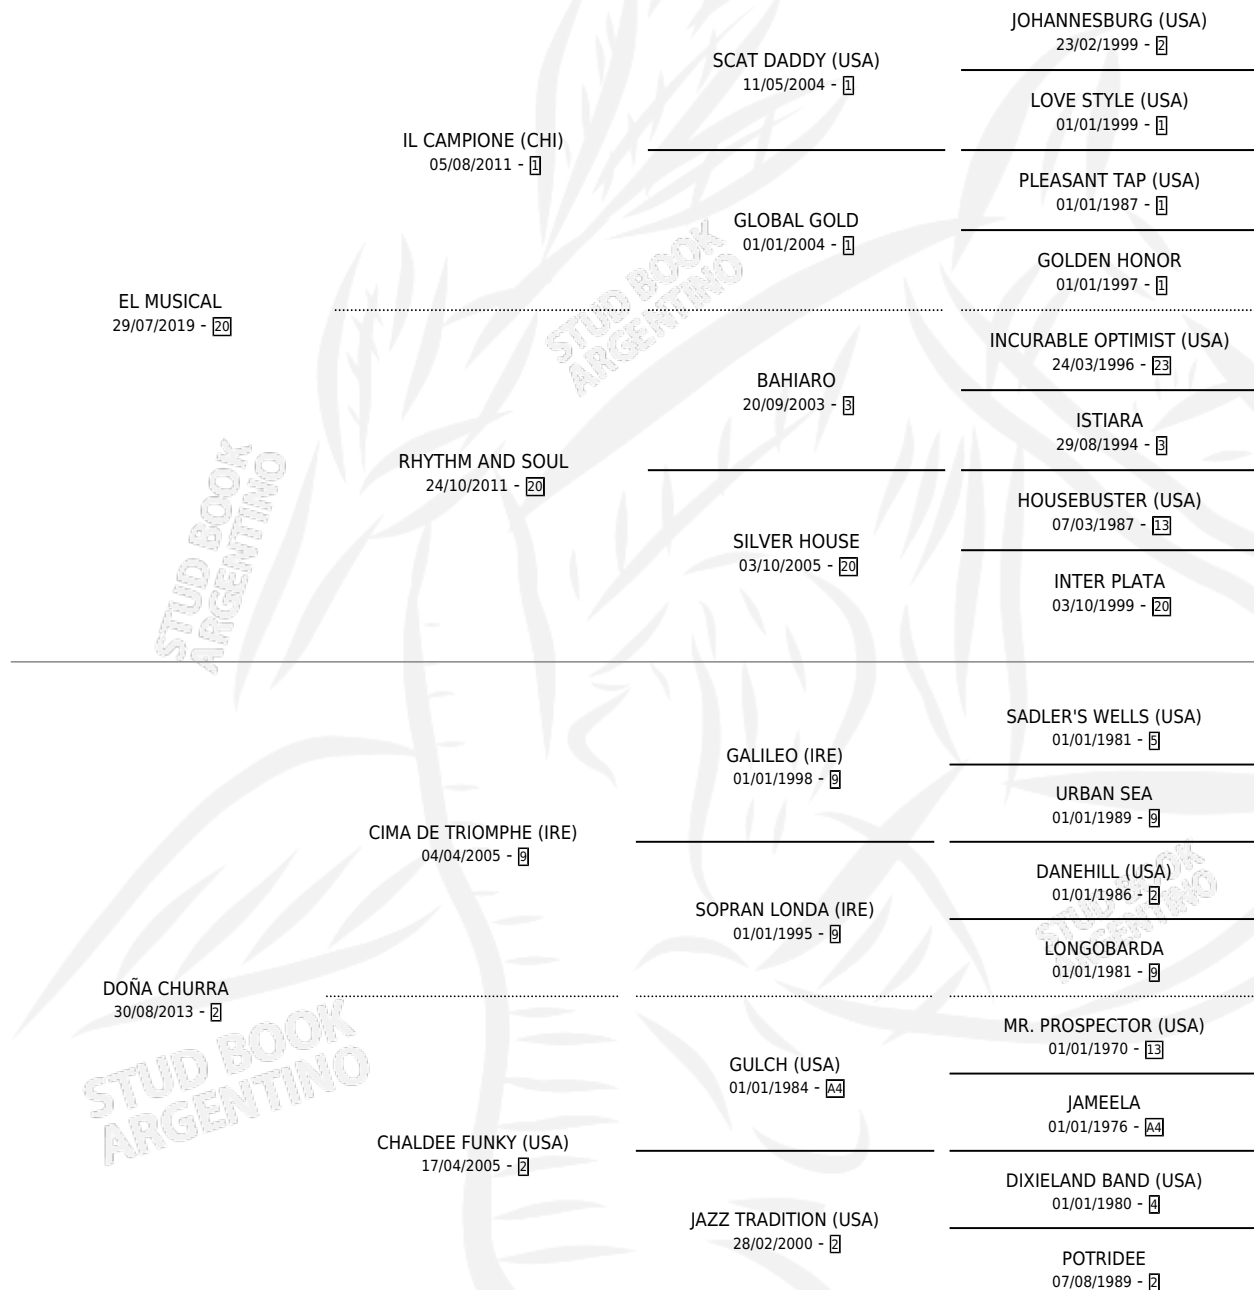 JOHANNESBURG (USA)
23/02/1999 - 2
SCAT DADDY (USA)
11/05/2004 - 1
LOVE STYLE (USA)
01/01/1999 - 1
IL CAMPIONE (CHI)
05/08/2011 - 1
PLEASANT TAP (USA)
01/01/1987 - 1
GLOBAL GOLD
01/01/2004 - 1
GOLDEN HONOR
01/01/1997 - 1
EL MUSICAL
29/07/2019 - 20
INCURABLE OPTIMIST (USA)
24/03/1996 - 23
BAHIARO
20/09/2003 - 3
ISTIARA
29/08/1994 - 3
RHYTHM AND SOUL
24/10/2011 - 20
HOUSEBUSTER (USA)
07/03/1987 - 13
SILVER HOUSE
03/10/2005 - 20
INTER PLATA
03/10/1999 - 20
SADLER'S WELLS (USA)
01/01/1981 - 5
GALILEO (IRE)
01/01/1998 - 9
URBAN SEA
01/01/1989 - 9
CIMA DE TRIOMPHE (IRE)
04/04/2005 - 9
DANEHILL (USA)
01/01/1986 - 2
SOPRAN LONDA (IRE)
01/01/1995 - 9
LONGOBARDA
01/01/1981 - 9
DOÑA CHURRA
30/08/2013 - 2
MR. PROSPECTOR (USA)
01/01/1970 - 13
GULCH (USA)
01/01/1984 - A4
JAMEELA
01/01/1976 - A4
CHALDEE FUNKY (USA)
17/04/2005 - 2
DIXIELAND BAND (USA)
01/01/1980 - 4
JAZZ TRADITION (USA)
28/02/2000 - 2
POTRIDEE
07/08/1989 - 2
STUD BOOK
ARGENTINO
STUD BOOK
ARGENTINO
STUD BOOK
ARGENTINO
STUD BOOK
ARGENTINO